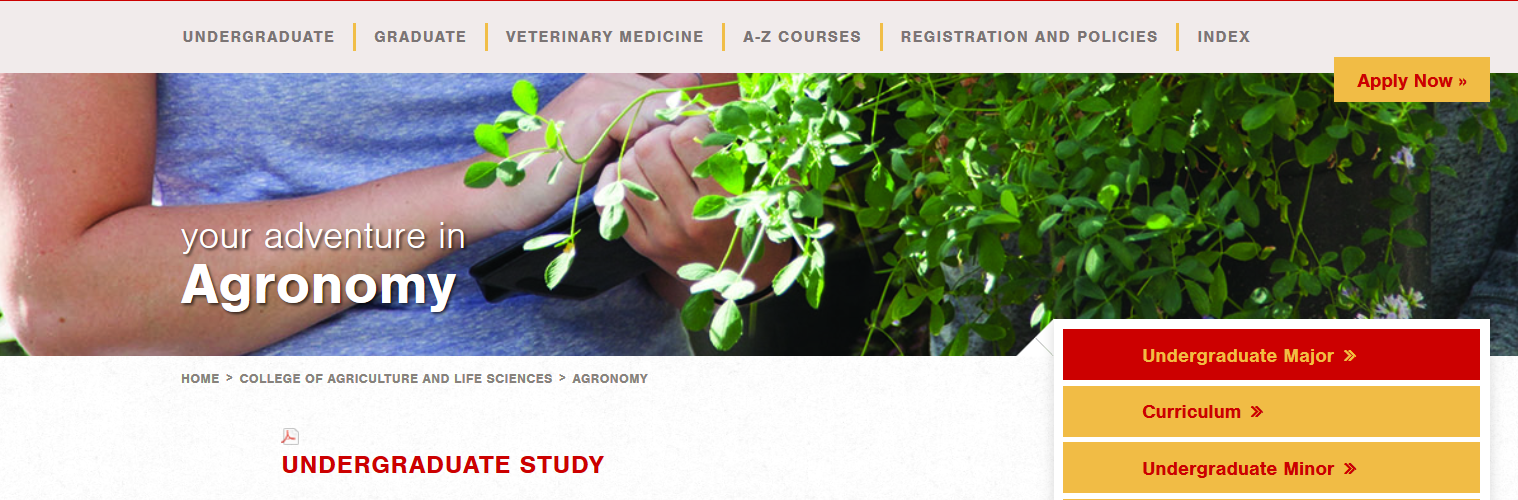 UNDERGRADUATE
GRADUATE
VETERINARY MEDICINE
A-Z COURSES
REGISTRATION AND POLICIES
INDEX
Apply Now »
your adventure in
Agronomy
HOME > COLLEGE OF AGRICULTURE AND LIFE SCIENCES > AGRONOMY
UNDERGRADUATE STUDY
Undergraduate Major »
Curriculum »
Undergraduate Minor »